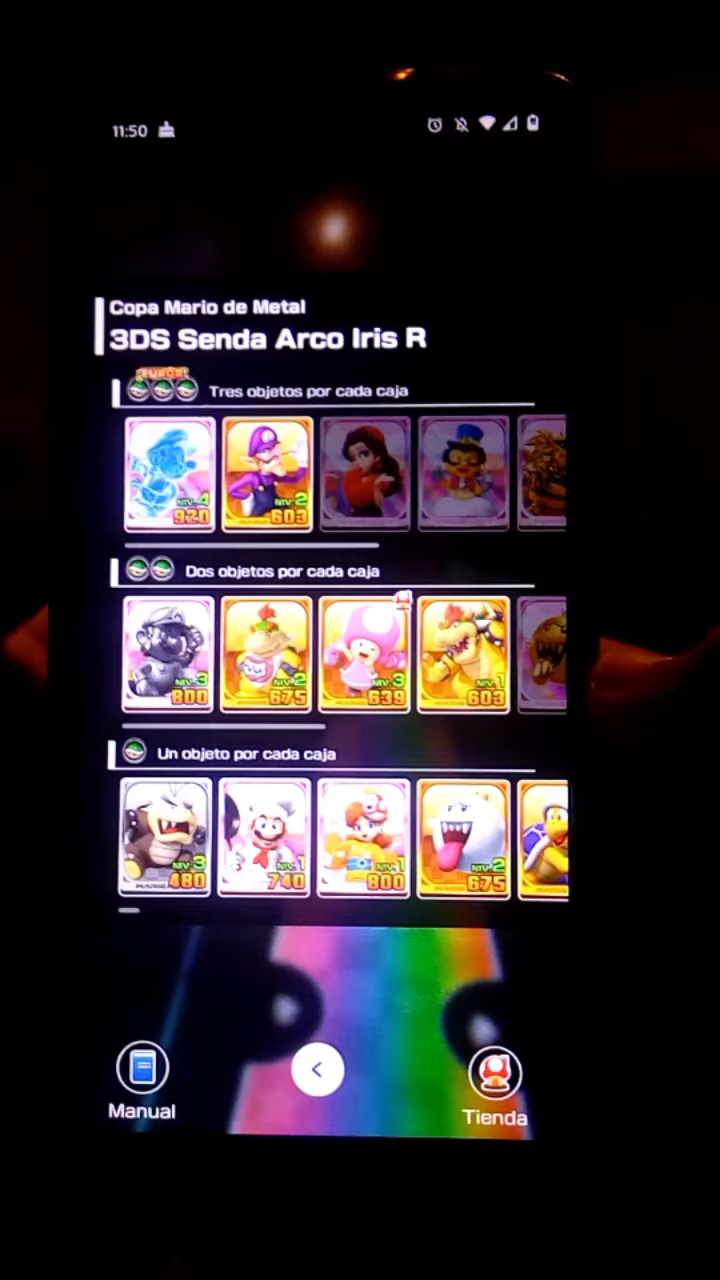 11:50
Copa Mario de Metal
3DS Senda Arco Iris R
¡FUROR!
Tres objetos por cada caja
NIV. 4
920
NIV. 2
603
Dos objetos por cada caja
NIV. 3
800
NIV. 2
675
NIV. 3
639
NIV. 1
603
Un objeto por cada caja
NIV. 3
480
NIV. 1
740
NIV. 1
800
NIV. 2
675
Manual
Tienda